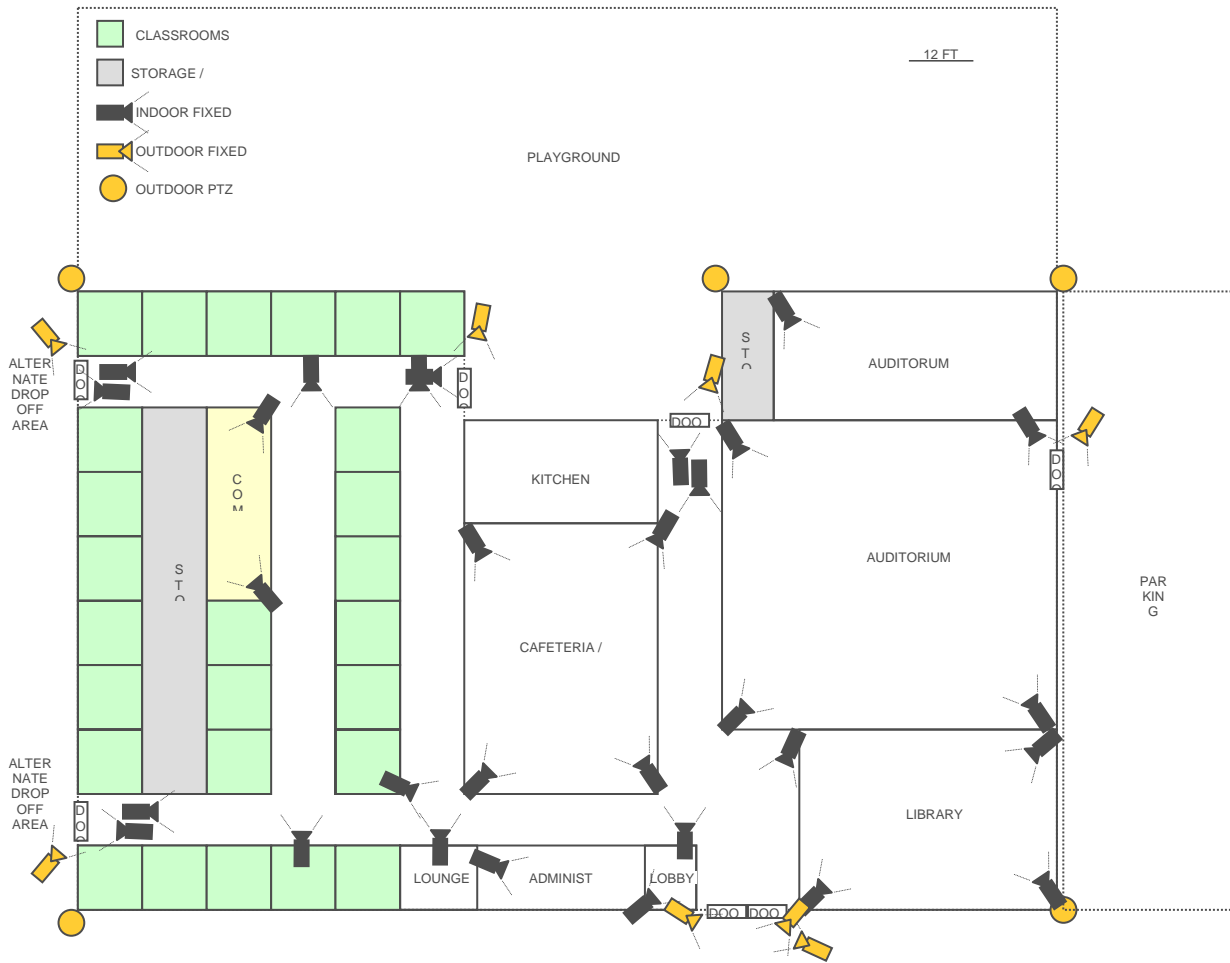 CLASSROOMS
STORAGE /
INDOOR FIXED
OUTDOOR FIXED
OUTDOOR PTZ
12 FT
PLAYGROUND
ALTER
NATE
DROP
OFF
AREA
AUDITORUM
DOO
KITCHEN
AUDITORIUM
PAR
KIN
G
CAFETERIA /
ALTER
NATE
DROP
OFF
AREA
LIBRARY
LOUNGE
ADMINIST
LOBBY
DOO
DOO